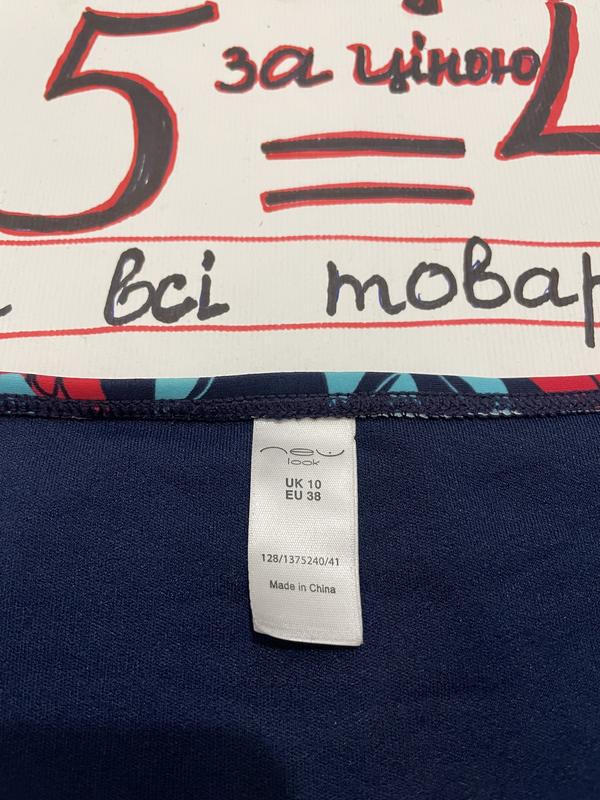 5 за ціною 4
=
всі товар
new
look
UK 10
EU 38
128/1375240/41
Made in China